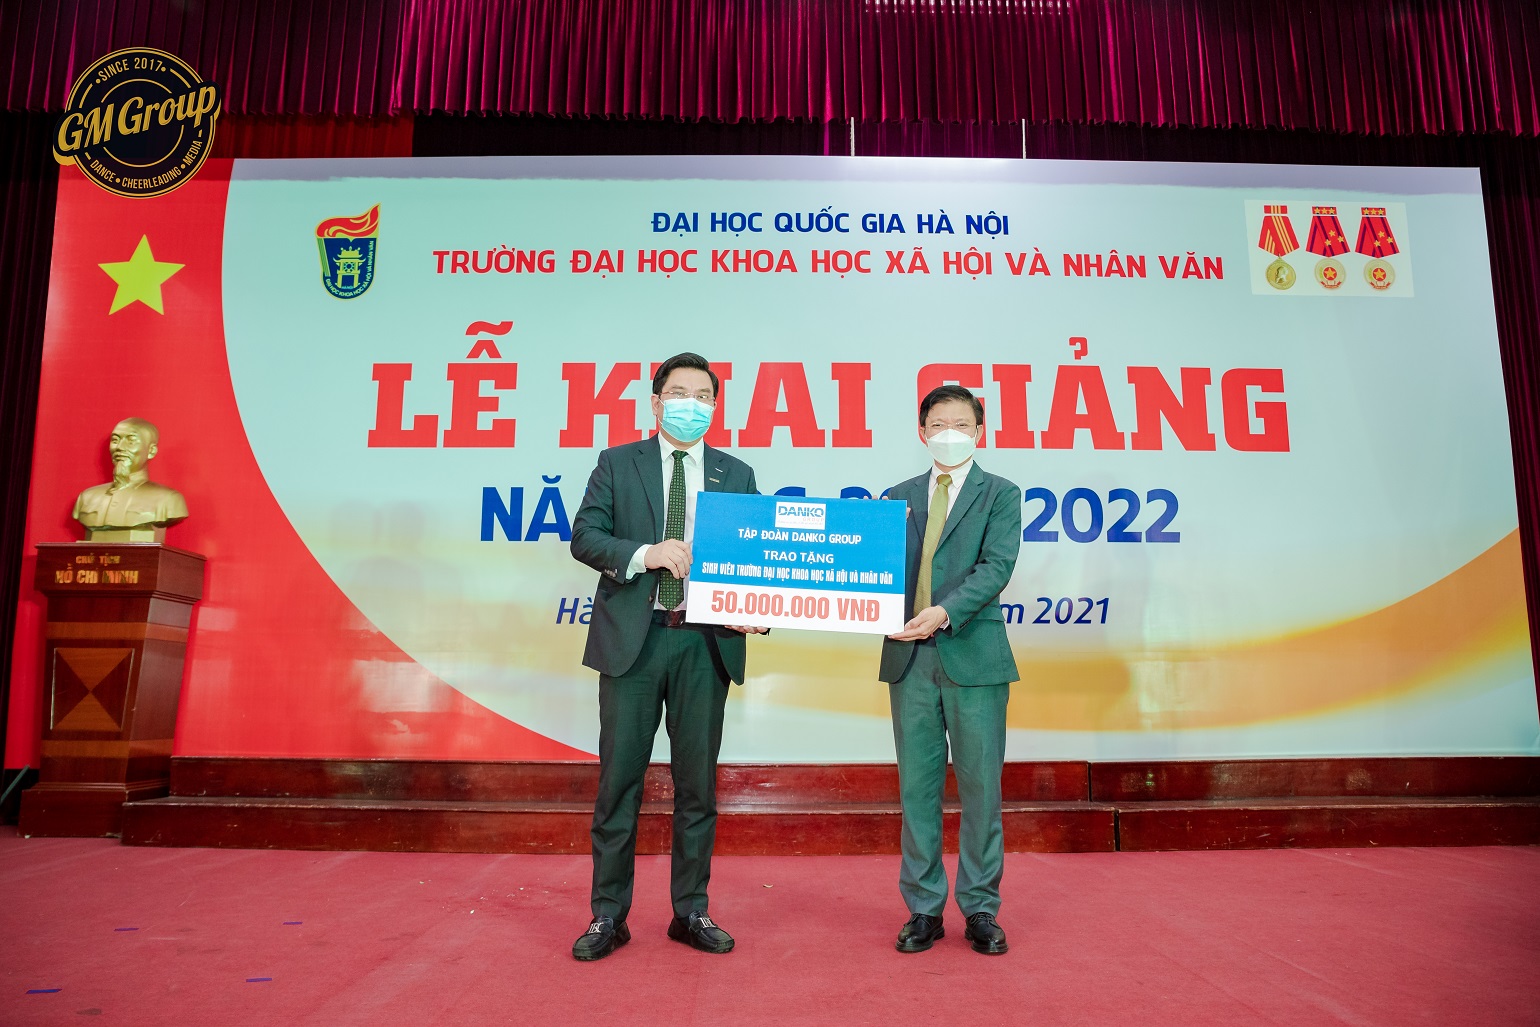 SINCE 2017
GM Group
DANCE • CHEERLEADING • MEDIA
ĐẠI HỌC QUỐC GIA HÀ NỘI
TRƯỜNG ĐẠI HỌC KHOA HỌC XÃ HỘI VÀ NHÂN VĂN
LỄ KHAI GIẢNG
2022
2021
CHỦ TỊCH
HỒ CHÍ MINH
DANKO
TẬP ĐOÀN DANKO GROUP
TRAO TẶNG
SINH VIÊN TRƯỜNG ĐẠI HỌC KHOA HỌC XÃ HỘI VÀ NHÂN VĂN
50.000.000 VNĐ